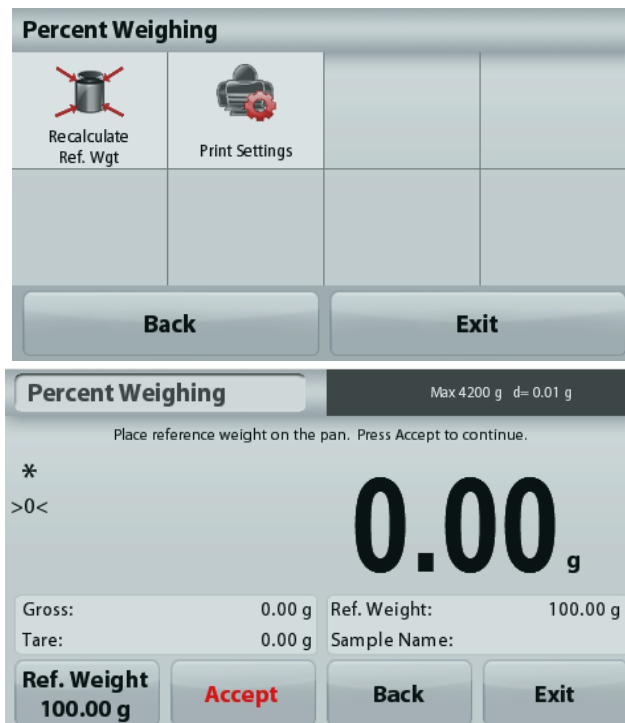 Percent Weighing
Recalculate
Ref. Wgt
Print Settings
Back
Exit
Percent Weighing
Max 4200 g d= 0.01 g
Place reference weight on the pan. Press Accept to continue.
*
>0<
0.00 g
Gross: 0.00 g Ref. Weight: 100.00 g
Tare: 0.00 g Sample Name:
Ref. Weight
100.00 g
Accept
Back
Exit